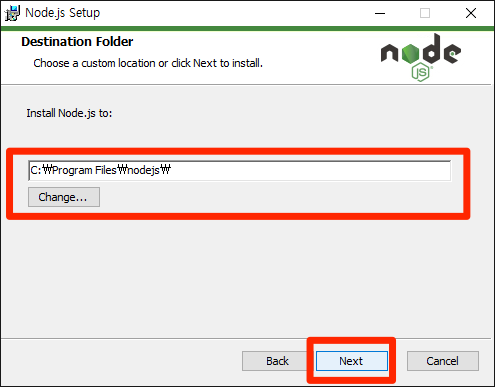 Node.js Setup
Destination Folder
Choose a custom location or click Next to install.
node
JS
Install Node.js to:
C:₩Program Files₩nodejs₩
Change...
Back
Next
Cancel